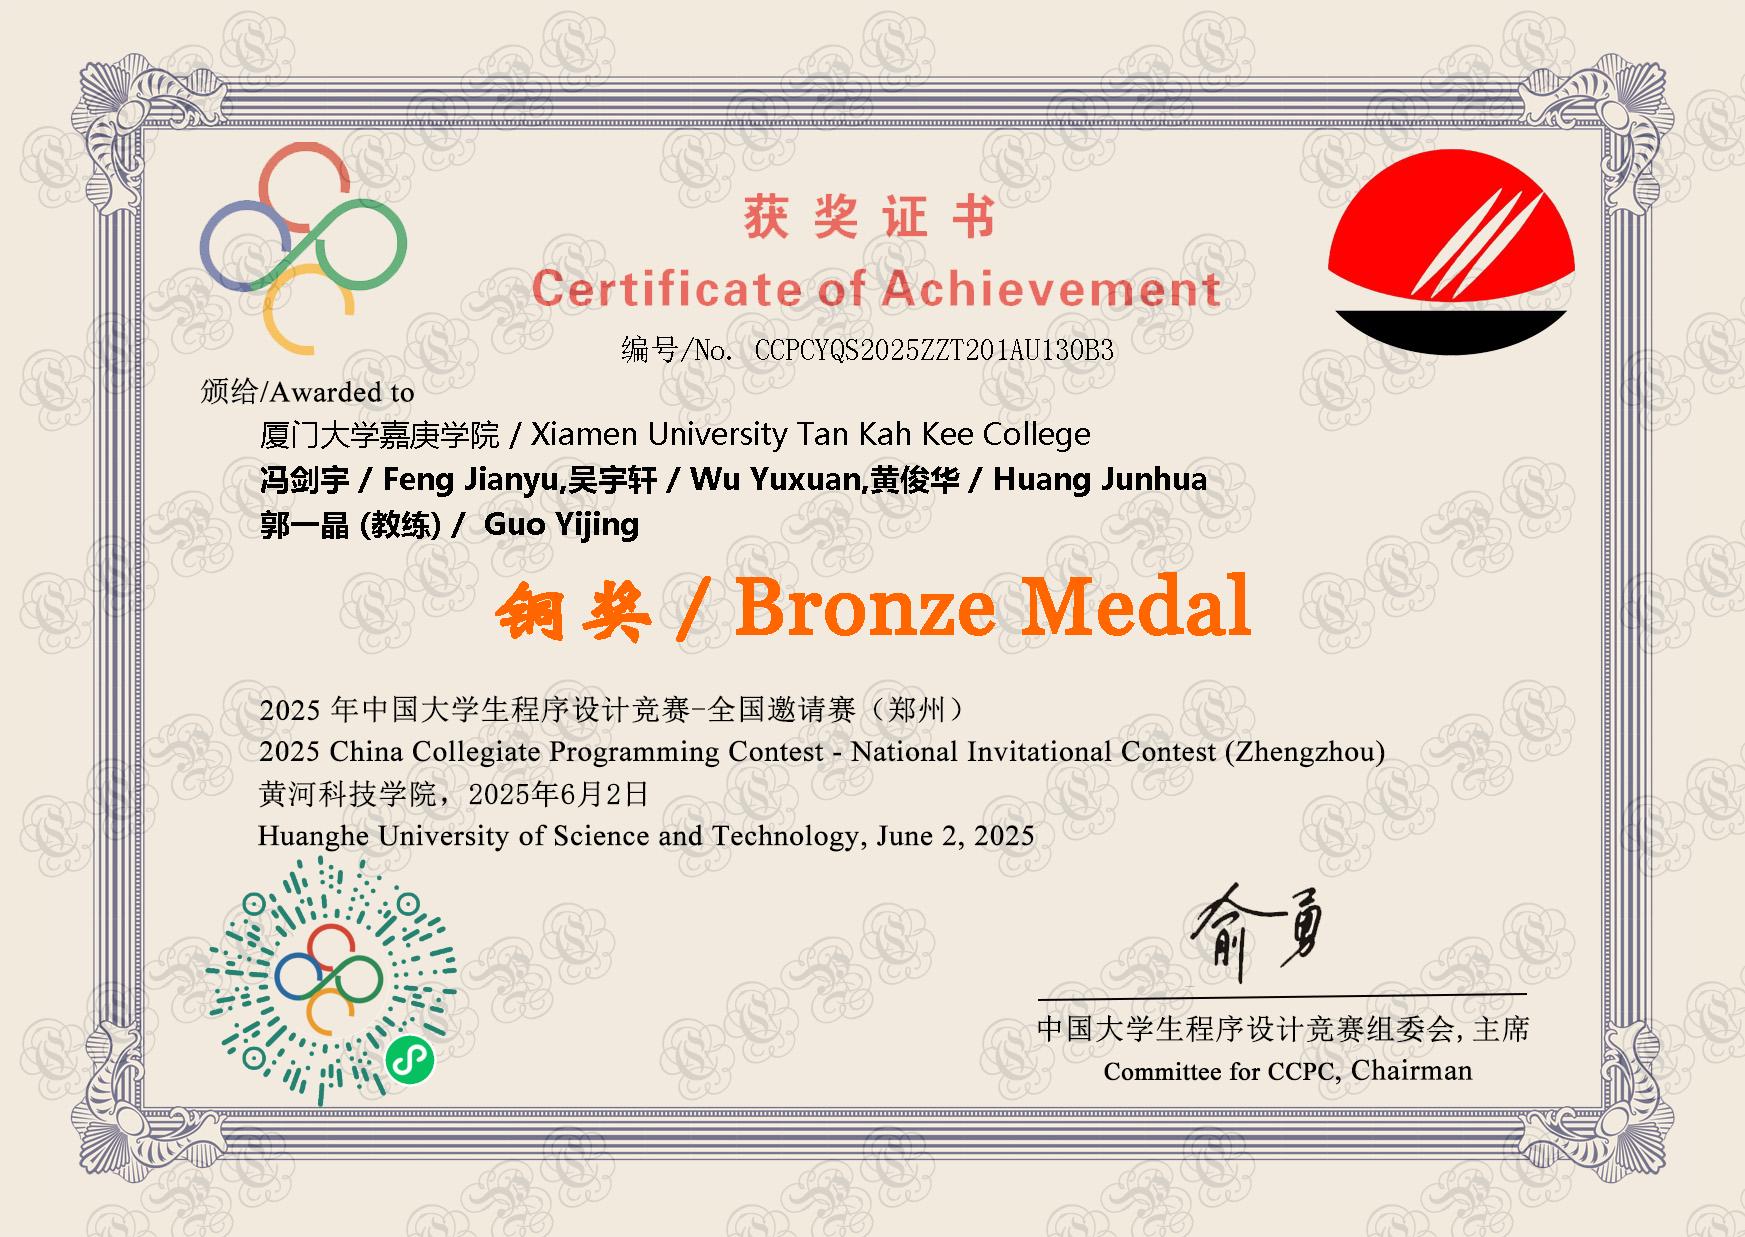 获奖证书
Certificate of Achievement
编号/No. CCPCYQS2025ZZT201AU130B3
颁给/Awarded to
厦门大学嘉庚学院 / Xiamen University Tan Kah Kee College
冯剑宇 / Feng Jianyu,吴宇轩 / Wu Yuxuan,黄俊华 / Huang Junhua
郭一晶 (教练) / Guo Yijing
铜奖 / Bronze Medal
2025 年中国大学生程序设计竞赛-全国邀请赛（郑州）
2025 China Collegiate Programming Contest - National Invitational Contest (Zhengzhou)
黄河科技学院，2025年6月2日
Huanghe University of Science and Technology, June 2, 2025
俞勇
中国大学生程序设计竞赛组委会, 主席
Committee for CCPC, Chairman